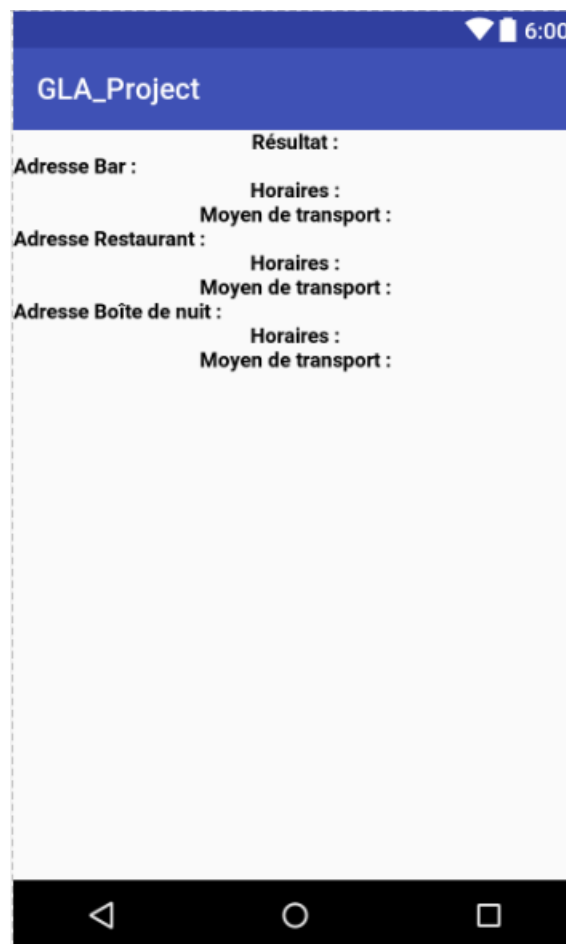 6:00
GLA_Project
Résultat :
Adresse Bar :
Horaires :
Moyen de transport :
Adresse Restaurant :
Horaires :
Moyen de transport :
Adresse Boîte de nuit :
Horaires :
Moyen de transport :